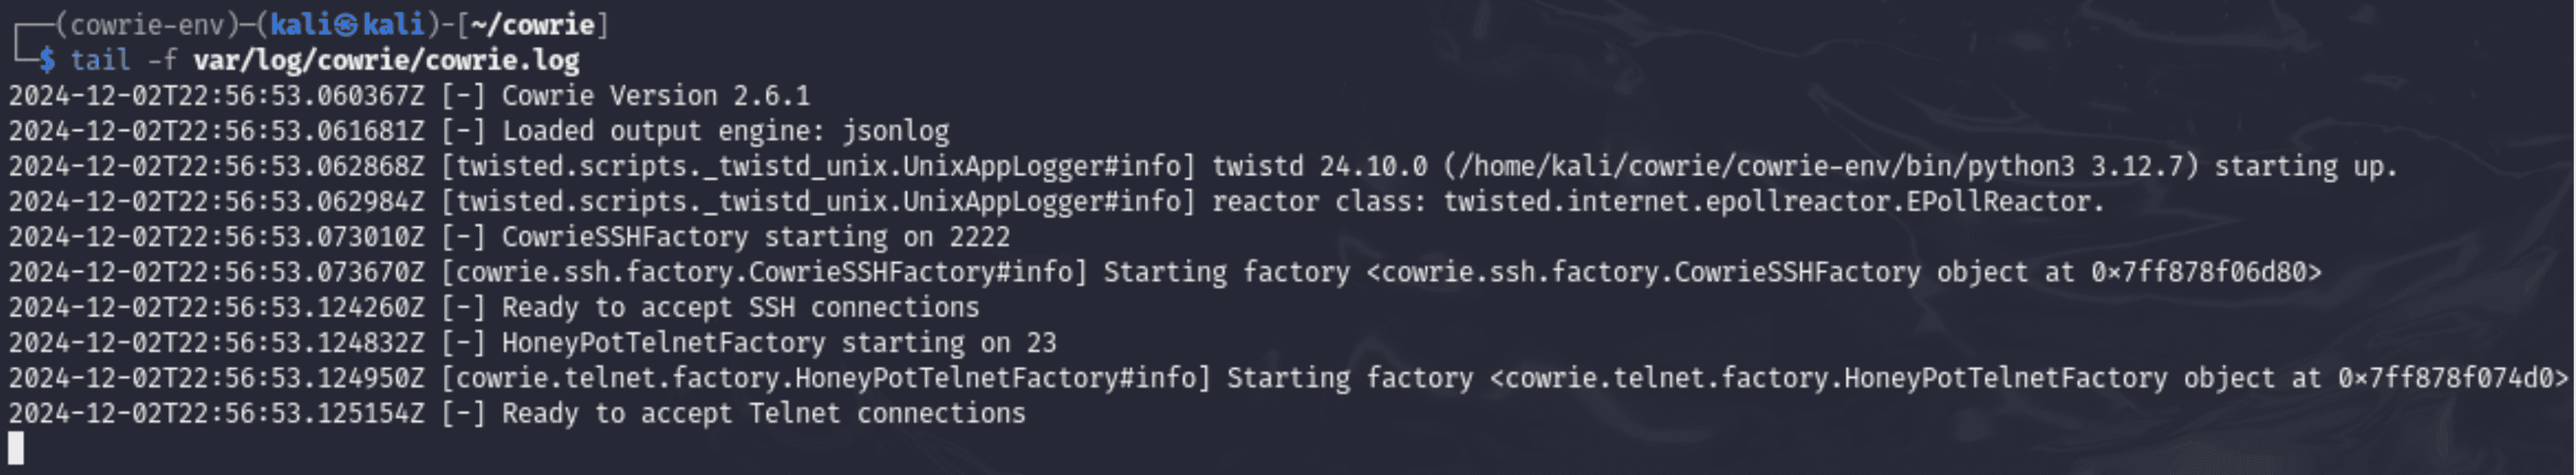 ┌──(cowrie-env)─(kali㉿kali)-[~/cowrie]
└─$ tail -f var/log/cowrie/cowrie.log
2024-12-02T22:56:53.060367Z [-] Cowrie Version 2.6.1
2024-12-02T22:56:53.061681Z [-] Loaded output engine: jsonlog
2024-12-02T22:56:53.062868Z [twisted.scripts._twistd_unix.UnixAppLogger#info] twistd 24.10.0 (/home/kali/cowrie/cowrie-env/bin/python3 3.12.7) starting up.
2024-12-02T22:56:53.062984Z [twisted.scripts._twistd_unix.UnixAppLogger#info] reactor class: twisted.internet.epollreactor.EPollReactor.
2024-12-02T22:56:53.073010Z [-] CowrieSSHFactory starting on 2222
2024-12-02T22:56:53.073670Z [cowrie.ssh.factory.CowrieSSHFactory#info] Starting factory <cowrie.ssh.factory.CowrieSSHFactory object at 0×7ff878f06d80>
2024-12-02T22:56:53.124260Z [-] Ready to accept SSH connections
2024-12-02T22:56:53.124832Z [-] HoneyPotTelnetFactory starting on 23
2024-12-02T22:56:53.124950Z [cowrie.telnet.factory.HoneyPotTelnetFactory#info] Starting factory <cowrie.telnet.factory.HoneyPotTelnetFactory object at 0×7ff878f074d0>
2024-12-02T22:56:53.125154Z [-] Ready to accept Telnet connections